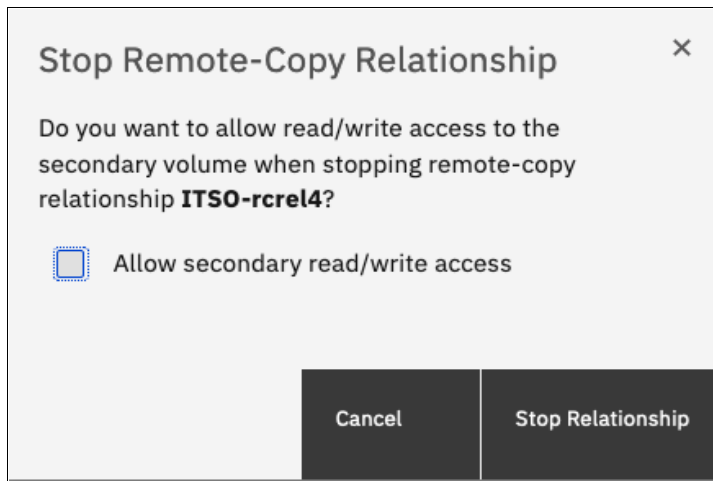 Stop Remote-Copy Relationship
Do you want to allow read/write access to the
secondary volume when stopping remote-copy
relationship ITSO-rcrel4?
Allow secondary read/write access
Cancel
Stop Relationship